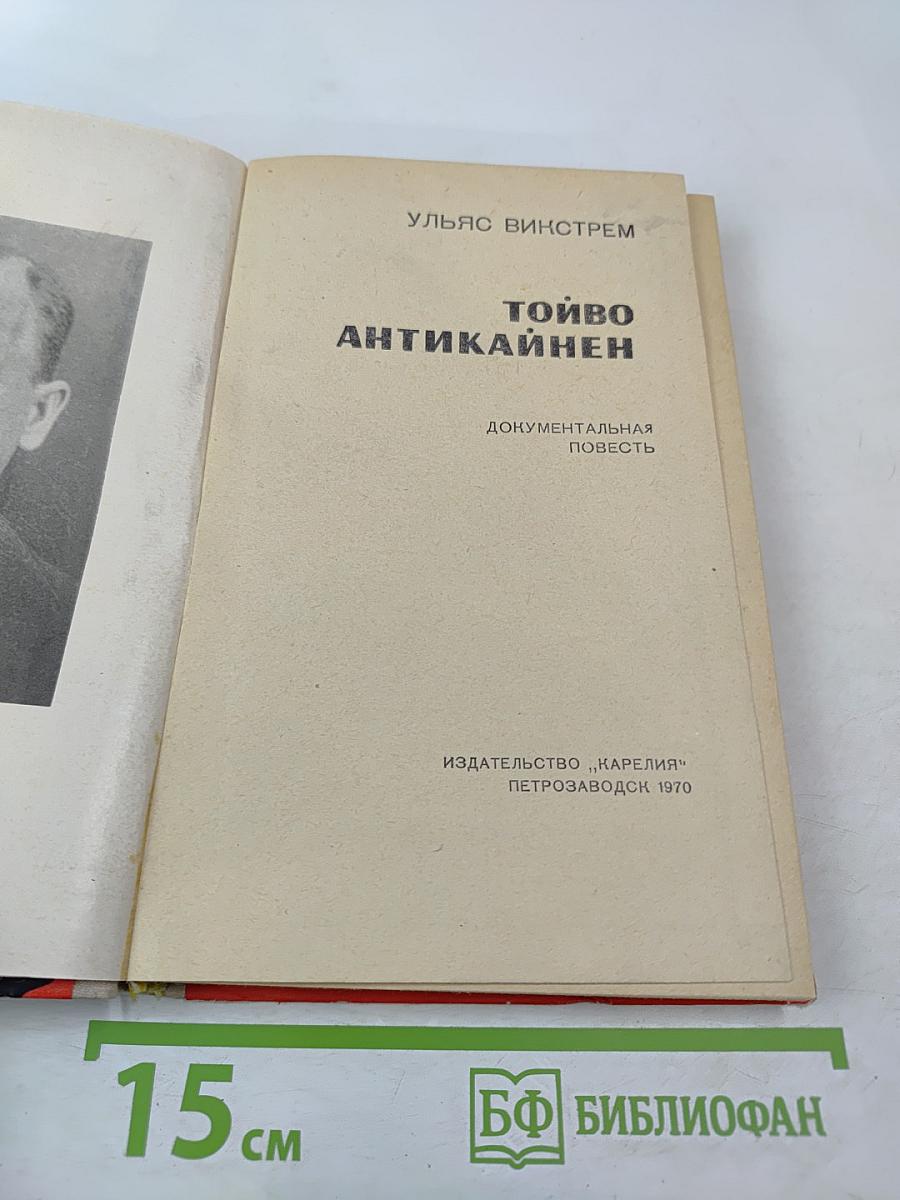 УЛЬЯС ВИКСТРЕМ
ТОЙВО
АНТИКАЙНЕН
ДОКУМЕНТАЛЬНАЯ
ПОВЕСТЬ
ИЗДАТЕЛЬСТВО „КАРЕЛИЯ"
ПЕТРОЗАВОДСК 1970
15 см
БФ БИБЛИОФАН